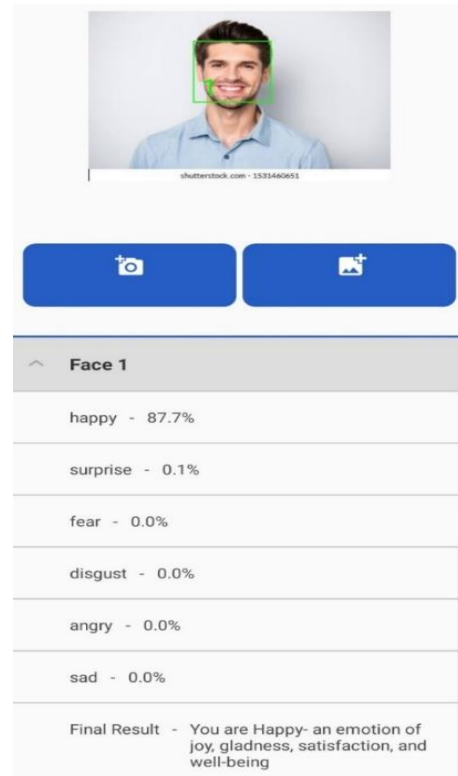 shutterstock.com · 1531460651
Face 1
happy - 87.7%
surprise - 0.1%
fear - 0.0%
disgust - 0.0%
angry - 0.0%
sad - 0.0%
Final Result - You are Happy- an emotion of
joy, gladness, satisfaction, and
well-being